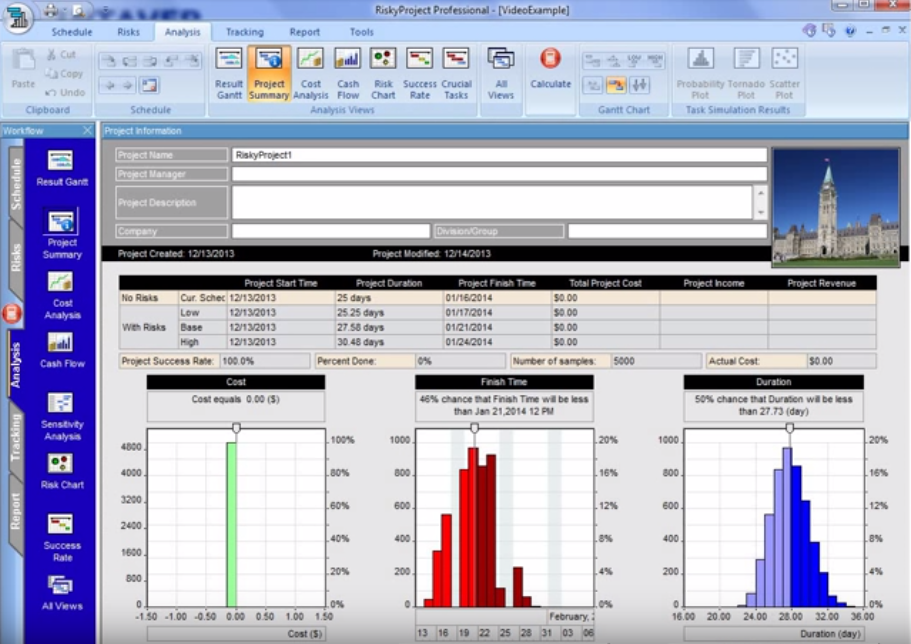 RiskyProject Professional - [VideoExample]
Schedule Risks Analysis Tracking Report Tools
Cut
Copy
Paste
Undo
Result Gantt
Project Summary
Cost Analysis
Cash Flow
Risk Chart
Success Rate
Crucial Tasks
All Views
Calculate
LOW HIGH
Probability Plot
Tornado Plot
Scatter Plot
Clipboard Schedule Analysis Views Gantt Chart Task Simulation Results
Workflow
Project Information
Schedule
Risks
Analysis
Tracking
Report
Result Gantt
Project Summary
Cost Analysis
Cash Flow
Sensitivity Analysis
Risk Chart
Success Rate
All Views
Project Name RiskyProject1
Project Manager
Project Description
Company Division/Group
Project Created: 12/13/2013 Project Modified: 12/14/2013
Project Start Time Project Duration Project Finish Time Total Project Cost Project Income Project Revenue
No Risks Cur. Sched 12/13/2013 25 days 01/16/2014 $0.00
Low 12/13/2013 25.25 days 01/17/2014 $0.00
With Risks Base 12/13/2013 27.58 days 01/21/2014 $0.00
High 12/13/2013 30.48 days 01/24/2014 $0.00
Project Success Rate: 100.0% Percent Done: 0% Number of samples: 5000 Actual Cost: $0.00
Cost
Cost equals 0.00 ($)
4800
4000
3200
2400
1600
800
0
100%
80%
60%
40%
20%
0%
-1.50 -1.00 -0.50 0.00 0.50 1.00 1.50
Cost ($)
Finish Time
46% chance that Finish Time will be less
than Jan 21,2014 12 PM
1000
800
600
400
200
0
20%
16%
12%
8%
4%
0%
February,
13 16 19 22 25 28 31 03 06
Duration
50% chance that Duration will be less
than 27.73 (day)
1000
800
600
400
200
0
20%
16%
12%
8%
4%
0%
16.00 20.00 24.00 28.00 32.00 36.00
Duration (day)